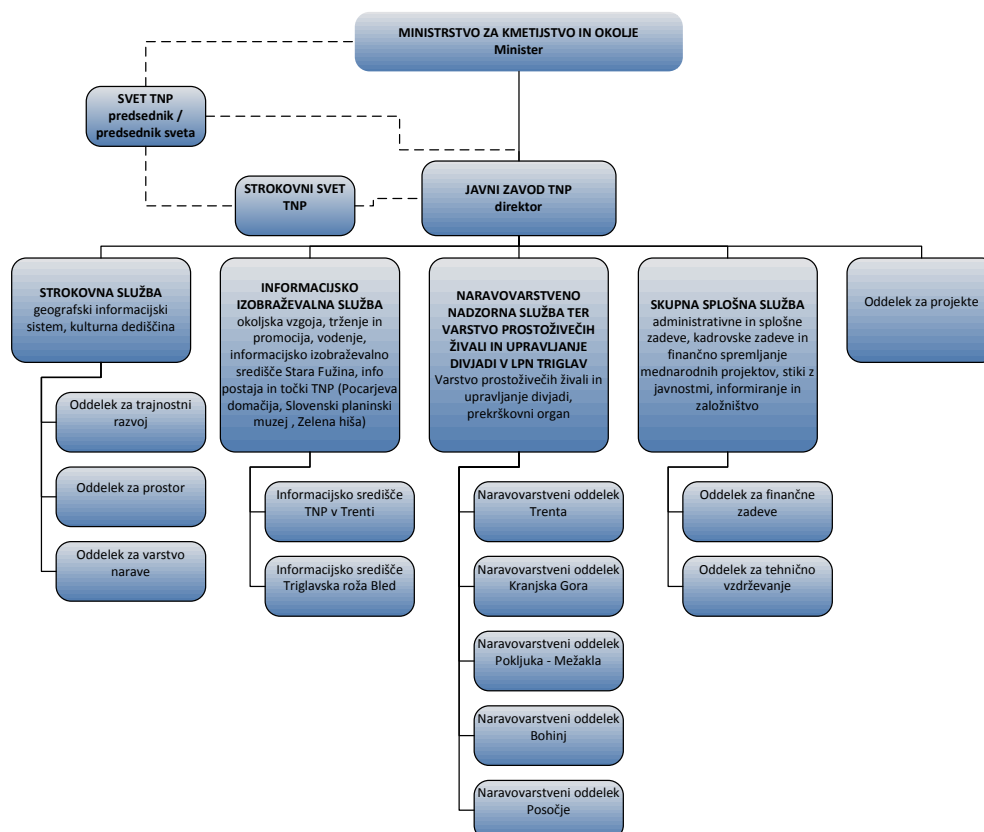 MINISTRSTVO ZA KMETIJSTVO IN OKOLJE
Minister
SVET TNP
predsednik /
predsednik sveta
STROKOVNI SVET
TNP
JAVNI ZAVOD TNP
direktor
STROKOVNA SLUŽBA
geografski informacijski
sistem, kulturna dediščina
Oddelek za trajnostni
razvoj
Oddelek za prostor
Oddelek za varstvo
narave
INFORMACIJSKO
IZOBRAŽEVALNA SLUŽBA
okoljska vzgoja, trženje in
promocija, vodenje,
informacijsko izobraževalno
središče Stara Fužina, info
postaja in točki TNP (Pocarjeva
domačija, Slovenski planinski
muzej , Zelena hiša)
Informacijsko središče
TNP v Trenti
Informacijsko središče
Triglavska roža Bled
NARAVOVARSTVENO
NADZORNA SLUŽBA TER
VARSTVO PROSTOŽIVEČIH
ŽIVALI IN UPRAVLJANJE
DIVJADI V LPN TRIGLAV
Varstvo prostoživečih živali in
upravljanje divjadi,
prekrškovni organ
Naravovarstveni oddelek
Trenta
Naravovarstveni oddelek
Kranjska Gora
Naravovarstveni oddelek
Pokljuka - Mežakla
Naravovarstveni oddelek
Bohinj
Naravovarstveni oddelek
Posočje
SKUPNA SPLOŠNA SLUŽBA
administrativne in splošne
zadeve, kadrovske zadeve in
finančno spremljanje
mednarodnih projektov, stiki z
javnostmi, informiranje in
založništvo
Oddelek za finančne
zadeve
Oddelek za tehnično
vzdrževanje
Oddelek za projekte